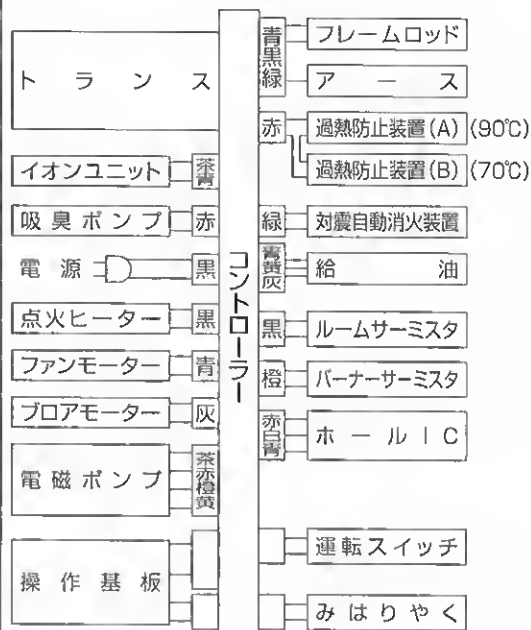 トランス
イオンユニット 茶青
吸臭ポンプ 赤
電源 黒
点火ヒーター 黒
ファンモーター 青
ブロアモーター 灰
電磁ポンプ 茶赤橙黄
操作基板
コントローラー
青黒緑 フレームロッド
アース
赤 過熱防止装置(A) (90℃)
過熱防止装置(B) (70℃)
緑 対震自動消火装置
青黄灰 給油
黒 ルームサーミスタ
橙 バーナーサーミスタ
赤白青 ホールIC
運転スイッチ
みはりやく